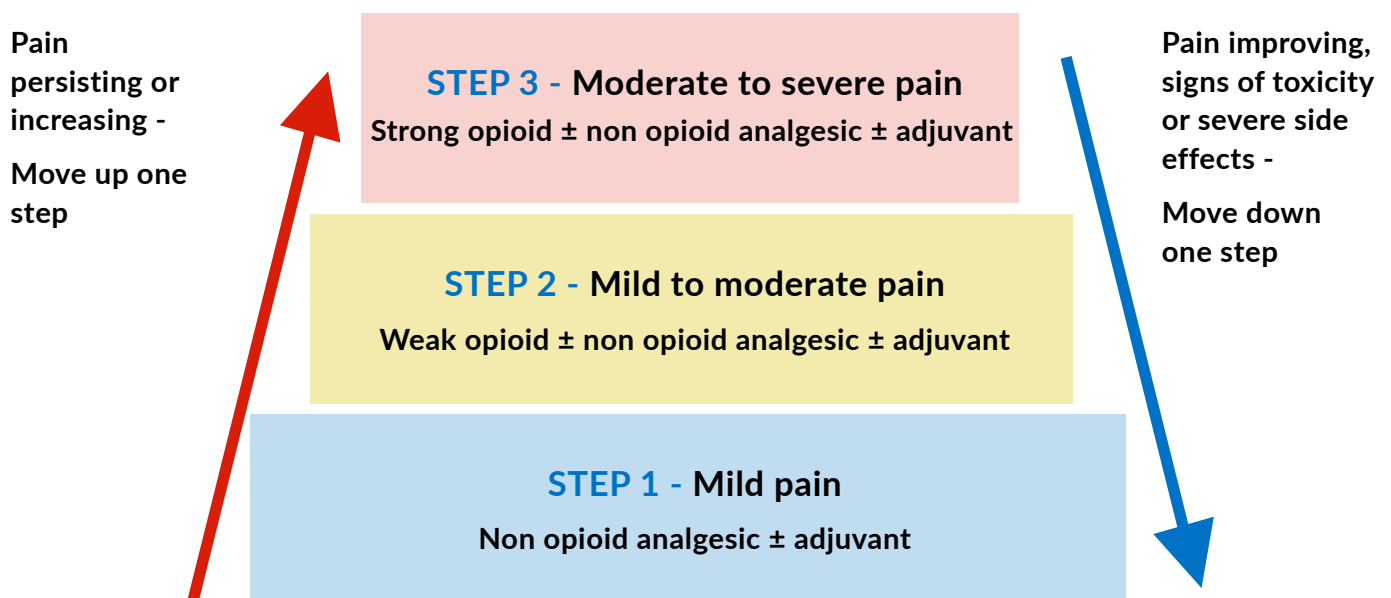 Pain
persisting or
increasing -
Move up one
step
STEP 3 - Moderate to severe pain
Strong opioid ± non opioid analgesic ± adjuvant
STEP 2 - Mild to moderate pain
Weak opioid ± non opioid analgesic ± adjuvant
STEP 1 - Mild pain
Non opioid analgesic ± adjuvant
Pain improving,
signs of toxicity
or severe side
effects -
Move down
one step